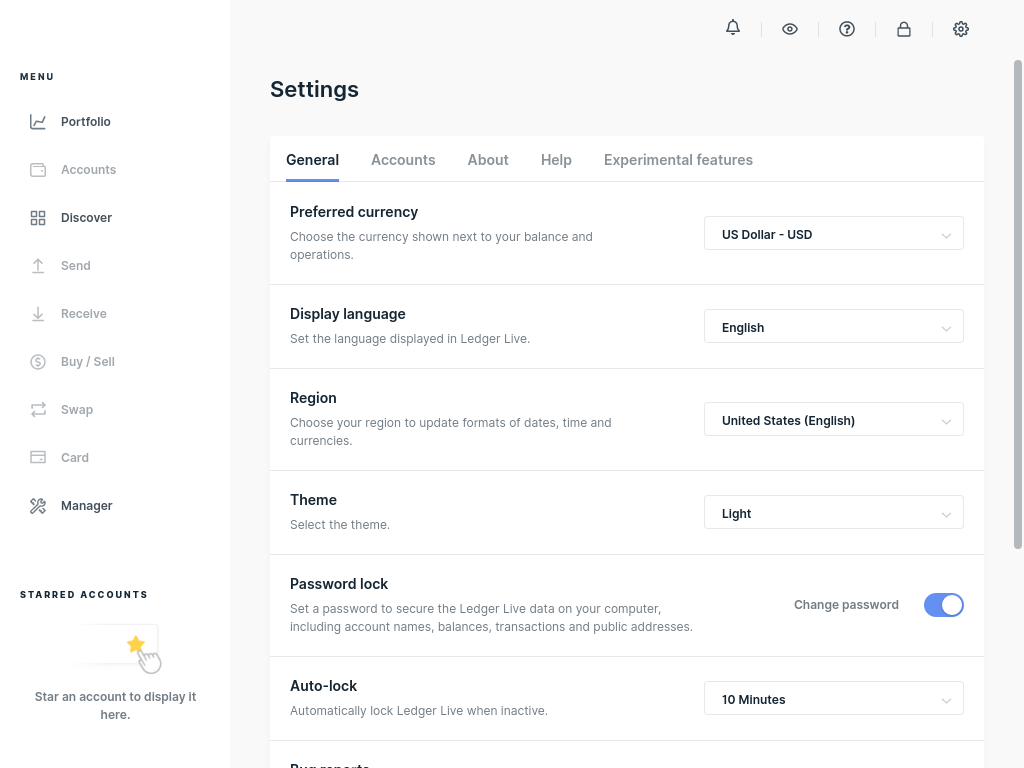 MENU
Portfolio
Accounts
Discover
Send
Receive
Buy / Sell
Swap
Card
Manager
STARRED ACCOUNTS
Star an account to display it
here.
Settings
General
Accounts
About
Help
Experimental features
Preferred currency
Choose the currency shown next to your balance and
operations.
US Dollar - USD
Display language
Set the language displayed in Ledger Live.
English
Region
Choose your region to update formats of dates, time and
currencies.
United States (English)
Theme
Select the theme.
Light
Password lock
Set a password to secure the Ledger Live data on your computer,
including account names, balances, transactions and public addresses.
Change password
Auto-lock
Automatically lock Ledger Live when inactive.
10 Minutes